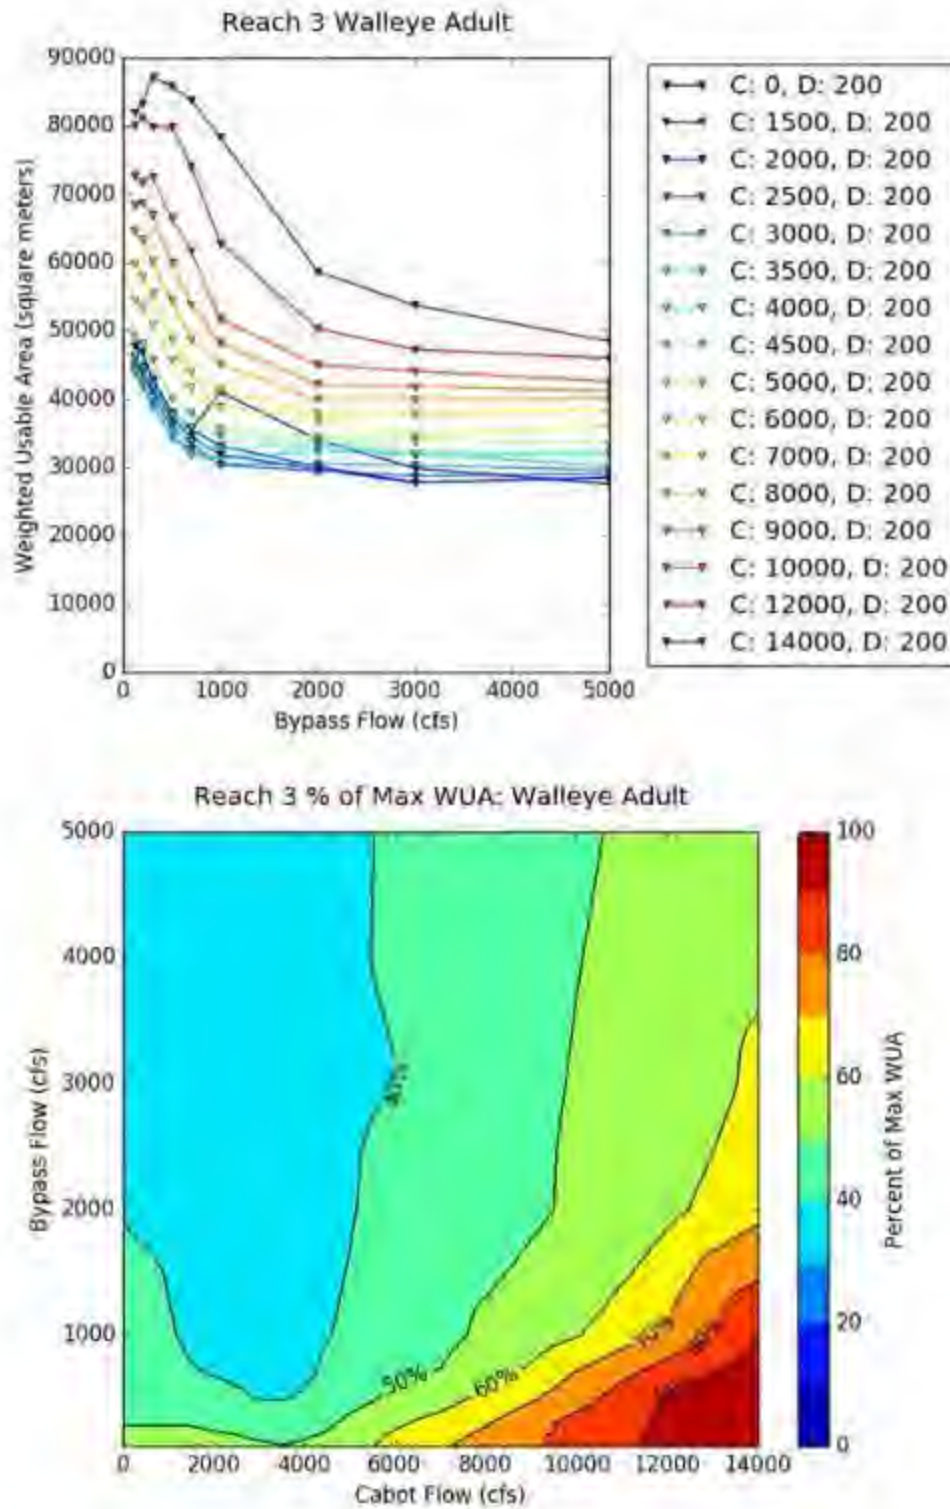 Reach 3 Walleye Adult
90000
80000
70000
60000
50000
40000
30000
20000
10000
0
Weighted Usable Area (square meters)
0 1000 2000 3000 4000 5000
Bypass Flow (cfs)
C: 0, D: 200
C: 1500, D: 200
C: 2000, D: 200
C: 2500, D: 200
C: 3000, D: 200
C: 3500, D: 200
C: 4000, D: 200
C: 4500, D: 200
C: 5000, D: 200
C: 6000, D: 200
C: 7000, D: 200
C: 8000, D: 200
C: 9000, D: 200
C: 10000, D: 200
C: 12000, D: 200
C: 14000, D: 200
Reach 3 % of Max WUA: Walleye Adult
5000
4000
3000
2000
1000
Bypass Flow (cfs)
50%
60%
70%
0 2000 4000 6000 8000 10000 12000 14000
Cabot Flow (cfs)
100
80
60
40
20
0
Percent of Max WUA